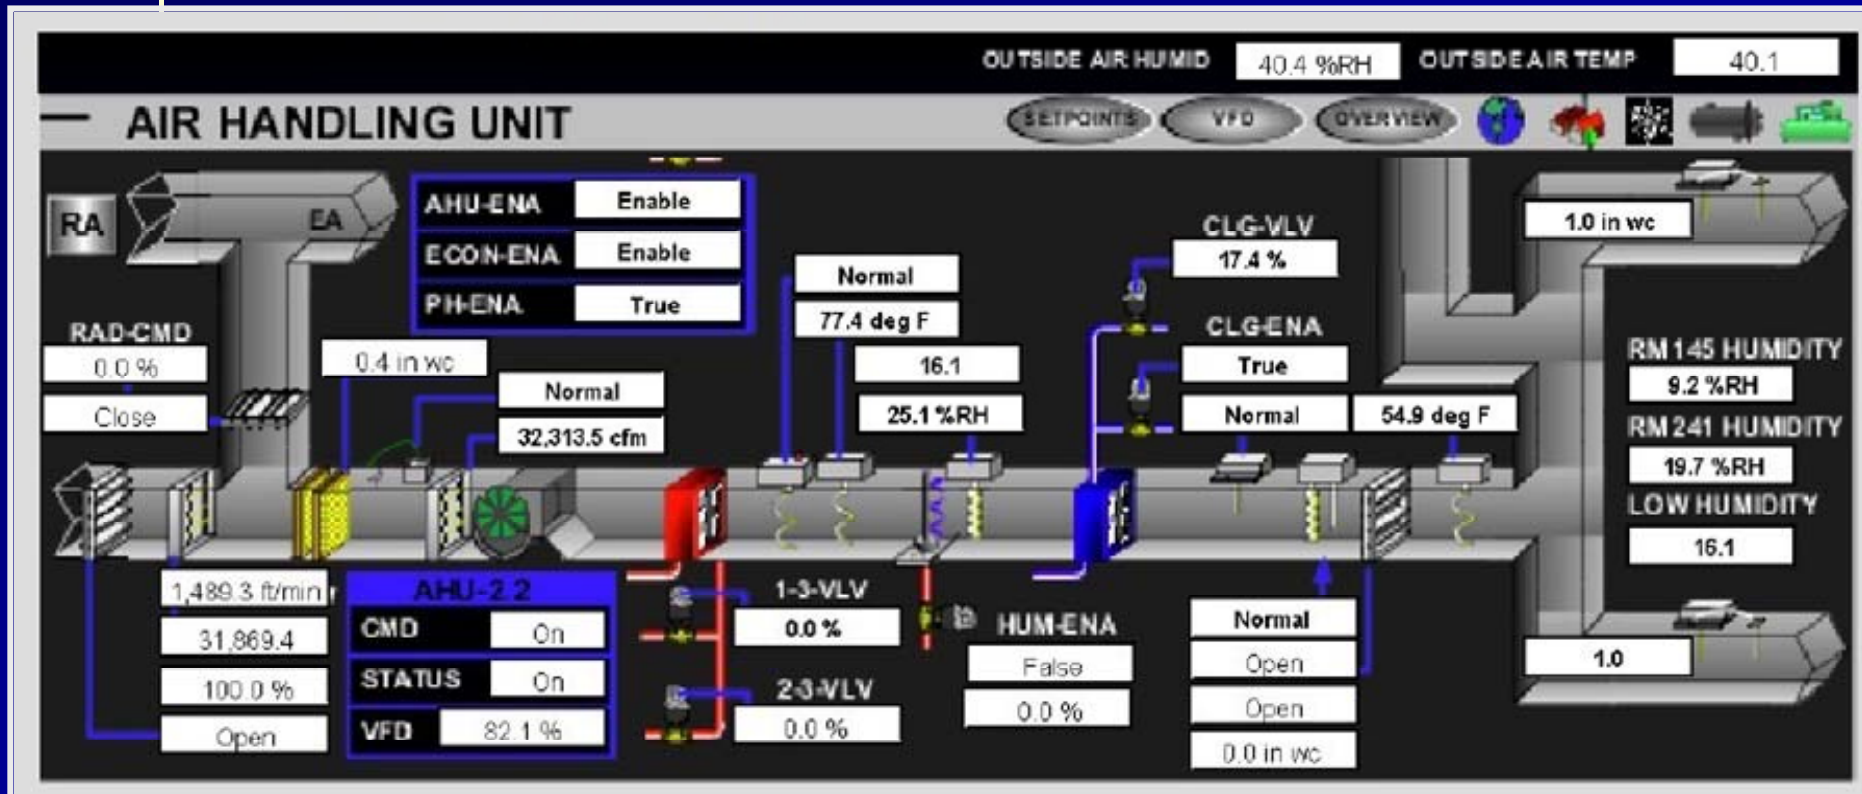 OUTSIDE AIR HUMID 40.4 %RH OUTSIDE AIR TEMP 40.1
AIR HANDLING UNIT SETPOINTS VFD OVERVIEW
RA
EA
AHU-ENA Enable
ECON-ENA Enable
PH-ENA True
CLG-VLV
17.4 %
1.0 in wc
Normal
77.4 deg F
RAD-CMD
0.0 %
Close
0.4 in wc
Normal
32,313.5 cfm
16.1
25.1 %RH
CLG-ENA
True
Normal
54.9 deg F
RM 145 HUMIDITY
9.2 %RH
RM 241 HUMIDITY
19.7 %RH
LOW HUMIDITY
16.1
1,489.3 ft/min
31,869.4
100.0 %
Open
AHU-2.2
CMD On
STATUS On
VFD 82.1 %
1-3-VLV
0.0 %
2-3-VLV
0.0 %
HUM-ENA
False
0.0 %
Normal
Open
Open
0.0 in wc
1.0